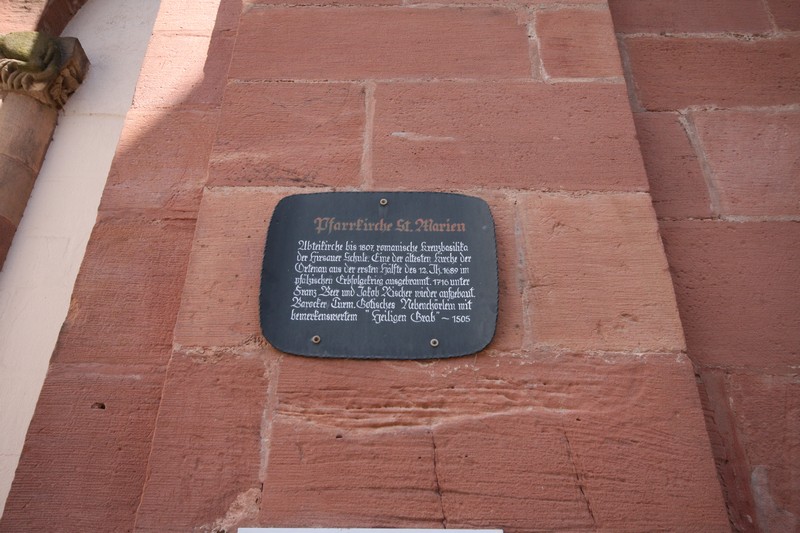 Pfarrkirche St. Marien
Abteikirche bis 1807, romanische Kreuzbasilika
der Hirsauer Schule. Eine der ältesten Kirche der
Ortenau aus der ersten Hälfte des 12. Jh. 1689 im
pfälzischen Erbfolgekrieg ausgebrannt. 1716 unter
Franz Beer und Jakob Rischer wieder aufgebaut.
Barocker Turm. Gotisches Nebenchörlein mit
bemerkenswertem "Heiligen Grab" ~ 1505